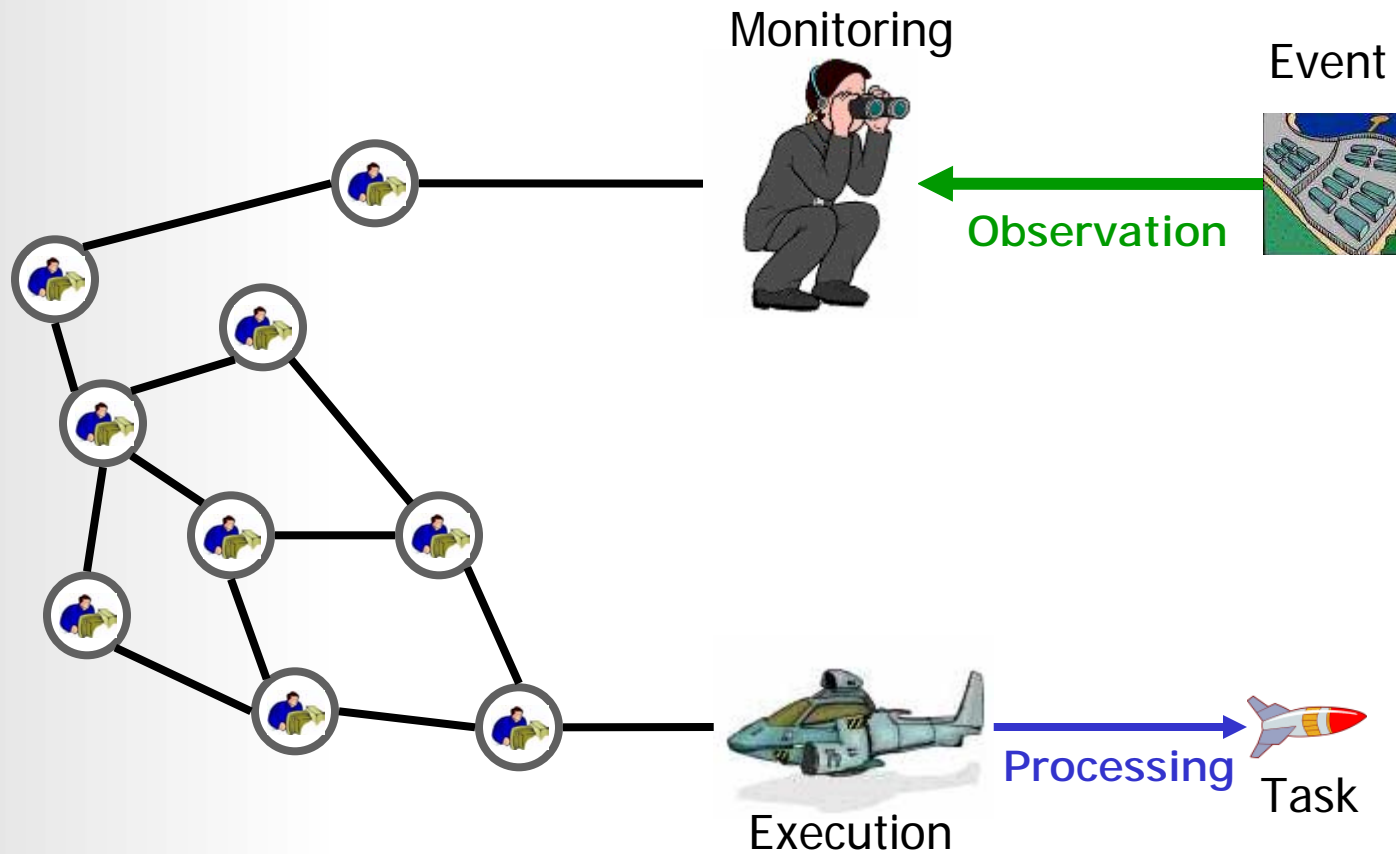 Monitoring
Event
Observation
Processing
Task
Execution